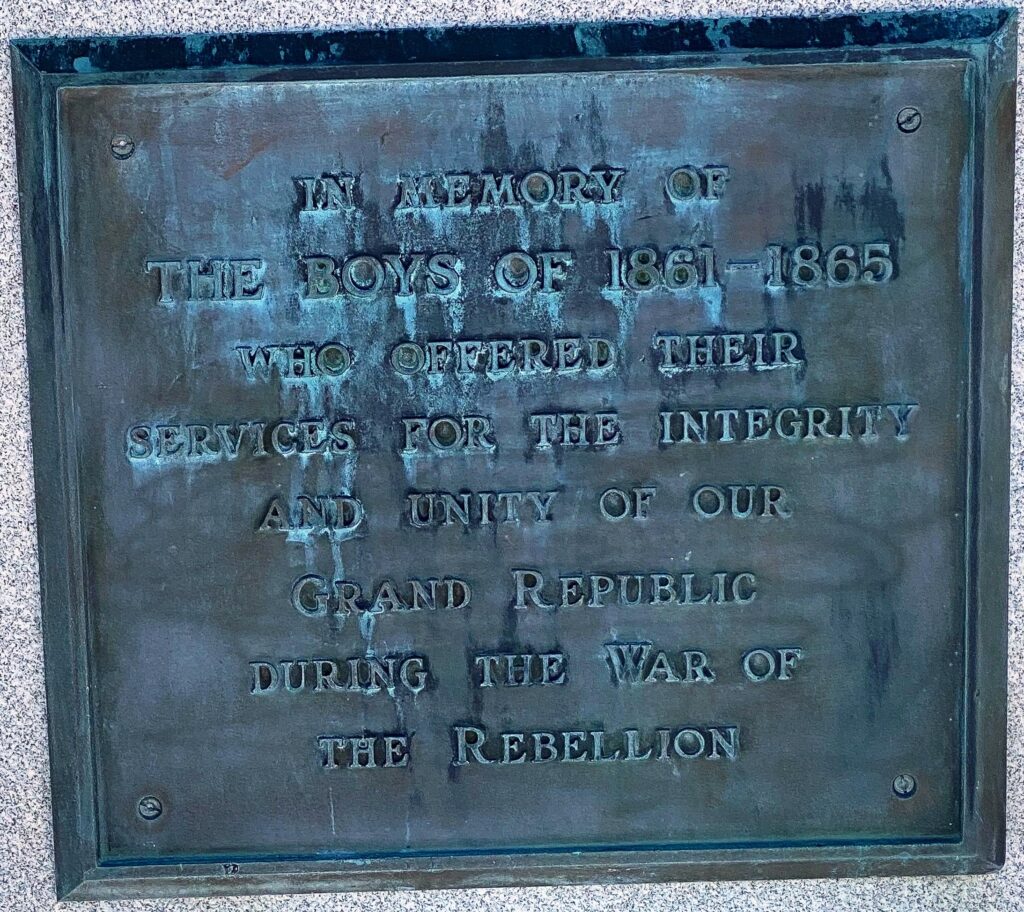 IN MEMORY OF
THE BOYS OF 1861–1865
WHO OFFERED THEIR
SERVICES FOR THE INTEGRITY
AND UNITY OF OUR
GRAND REPUBLIC
DURING THE WAR OF
THE REBELLION